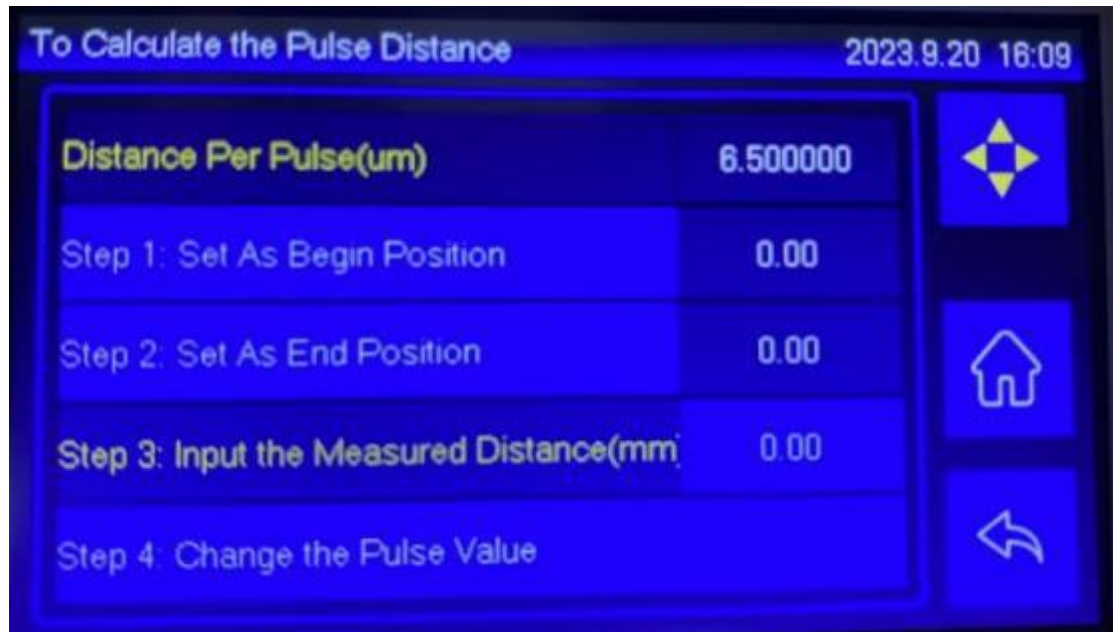 To Calculate the Pulse Distance 2023.9.20 16:09
Distance Per Pulse(um) 6.500000
Step 1: Set As Begin Position 0.00
Step 2: Set As End Position 0.00
Step 3: Input the Measured Distance(mm) 0.00
Step 4: Change the Pulse Value